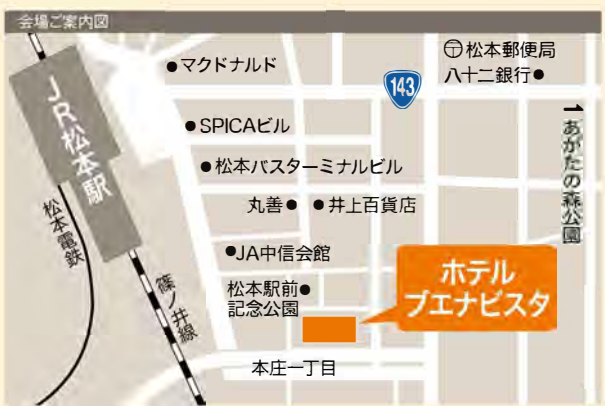 会場ご案内図
JR松本駅
松本電鉄
篠ノ井線
●マクドナルド
143
〒松本郵便局
八十二銀行●
●SPICAビル
●松本バスターミナルビル
丸善● ●井上百貨店
●JA中信会館
松本駅前●
記念公園
ホテル
ブエナビスタ
本庄一丁目
→あがたの森公園